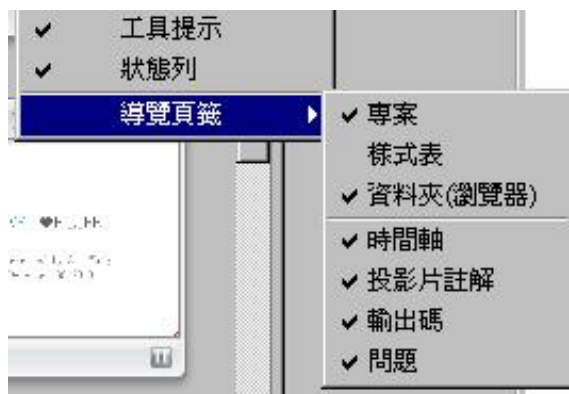 工具提示
狀態列
導覽頁籤
專案
樣式表
資料夾(瀏覽器)
時間軸
投影片註解
輸出碼
問題